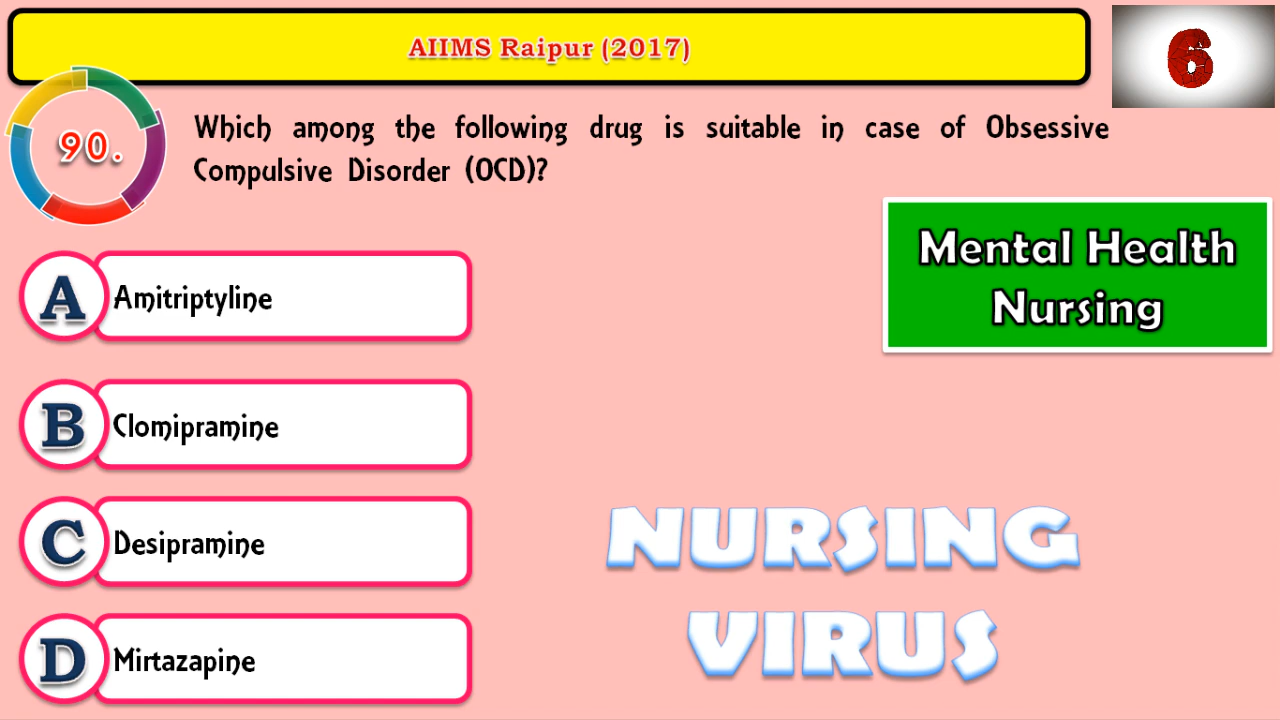 AIIMS Raipur (2017)
6
90.
Which among the following drug is suitable in case of Obsessive
Compulsive Disorder (OCD)?
Mental Health
Nursing
A Amitriptyline
B Clomipramine
C Desipramine
D Mirtazapine
NURSING
VIRUS